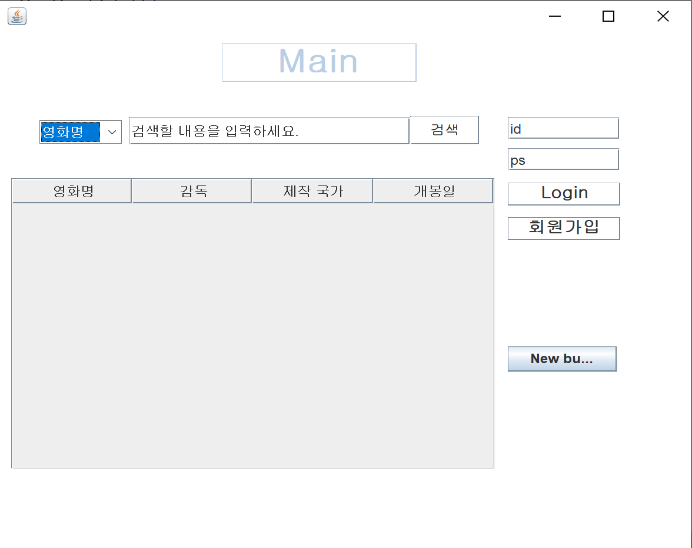 Main
영화명 검색할 내용을 입력하세요. 검색
id
ps
영화명 감독 제작 국가 개봉일
Login
회원가입
New bu...